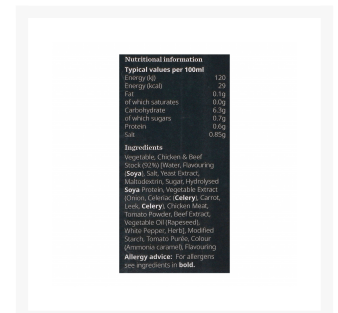 Nutritional information
Typical values per 100ml
Energy (kj) 120
Energy (kcal) 29
Fat 0.1g
of which saturates 0.0g
Carbohydrate 6.3g
of which sugars 0.7g
Protein 0.6g
Salt 0.85g
Ingredients
Vegetable, Chicken & Beef
Stock (92%) [Water, Flavouring
(Soya), Salt, Yeast Extract,
Maltodextrin, Sugar, Hydrolysed
Soya Protein, Vegetable Extract
(Onion, Celeriac (Celery), Carrot,
Leek, Celery), Chicken Meat,
Tomato Powder, Beef Extract,
Vegetable Oil (Rapeseed),
White Pepper, Herb], Modified
Starch, Tomato Purée, Colour
(Ammonia caramel), Flavouring
Allergy advice: For allergens
see ingredients in bold.